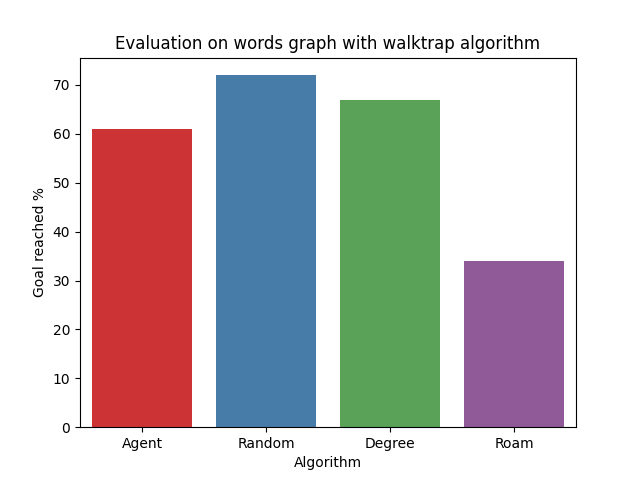 Evaluation on words graph with walktrap algorithm
Goal reached %
70
60
50
40
30
20
10
0
Agent Random Degree Roam
Algorithm